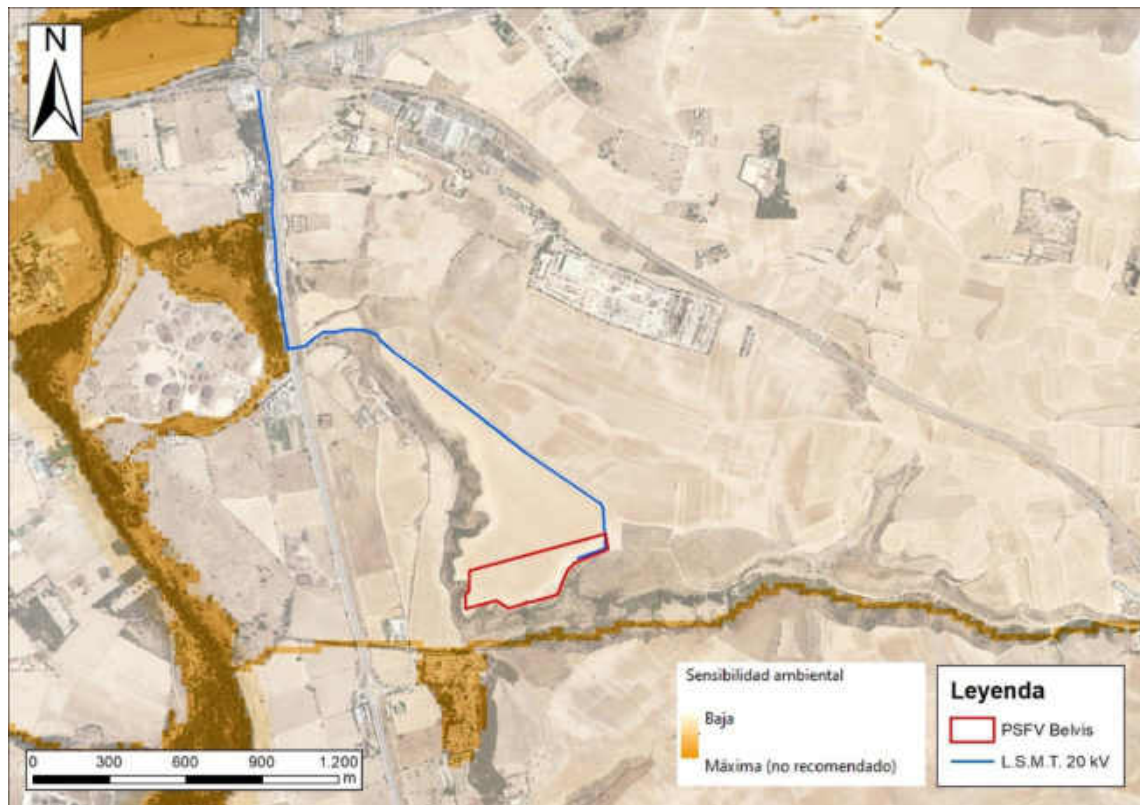 N
Sensibilidad ambiental
Baja
Máxima (no recomendado)
Leyenda
PSFV Belvis
L.S.M.T. 20 kV
0 300 600 900 1.200
m